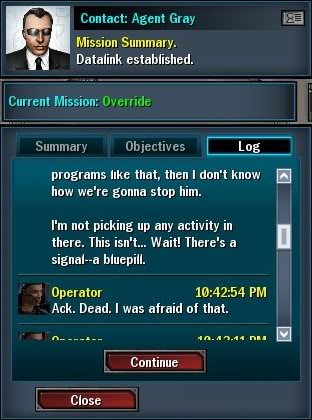 Contact: Agent Gray
Mission Summary.
Datalink established.
Current Mission: Override
Summary Objectives Log
programs like that, then I don't know
how we're gonna stop him.
I'm not picking up any activity in
there. This isn't... Wait! There's a
signal--a bluepill.
Operator 10:42:54 PM
Ack. Dead. I was afraid of that.
Continue
Close